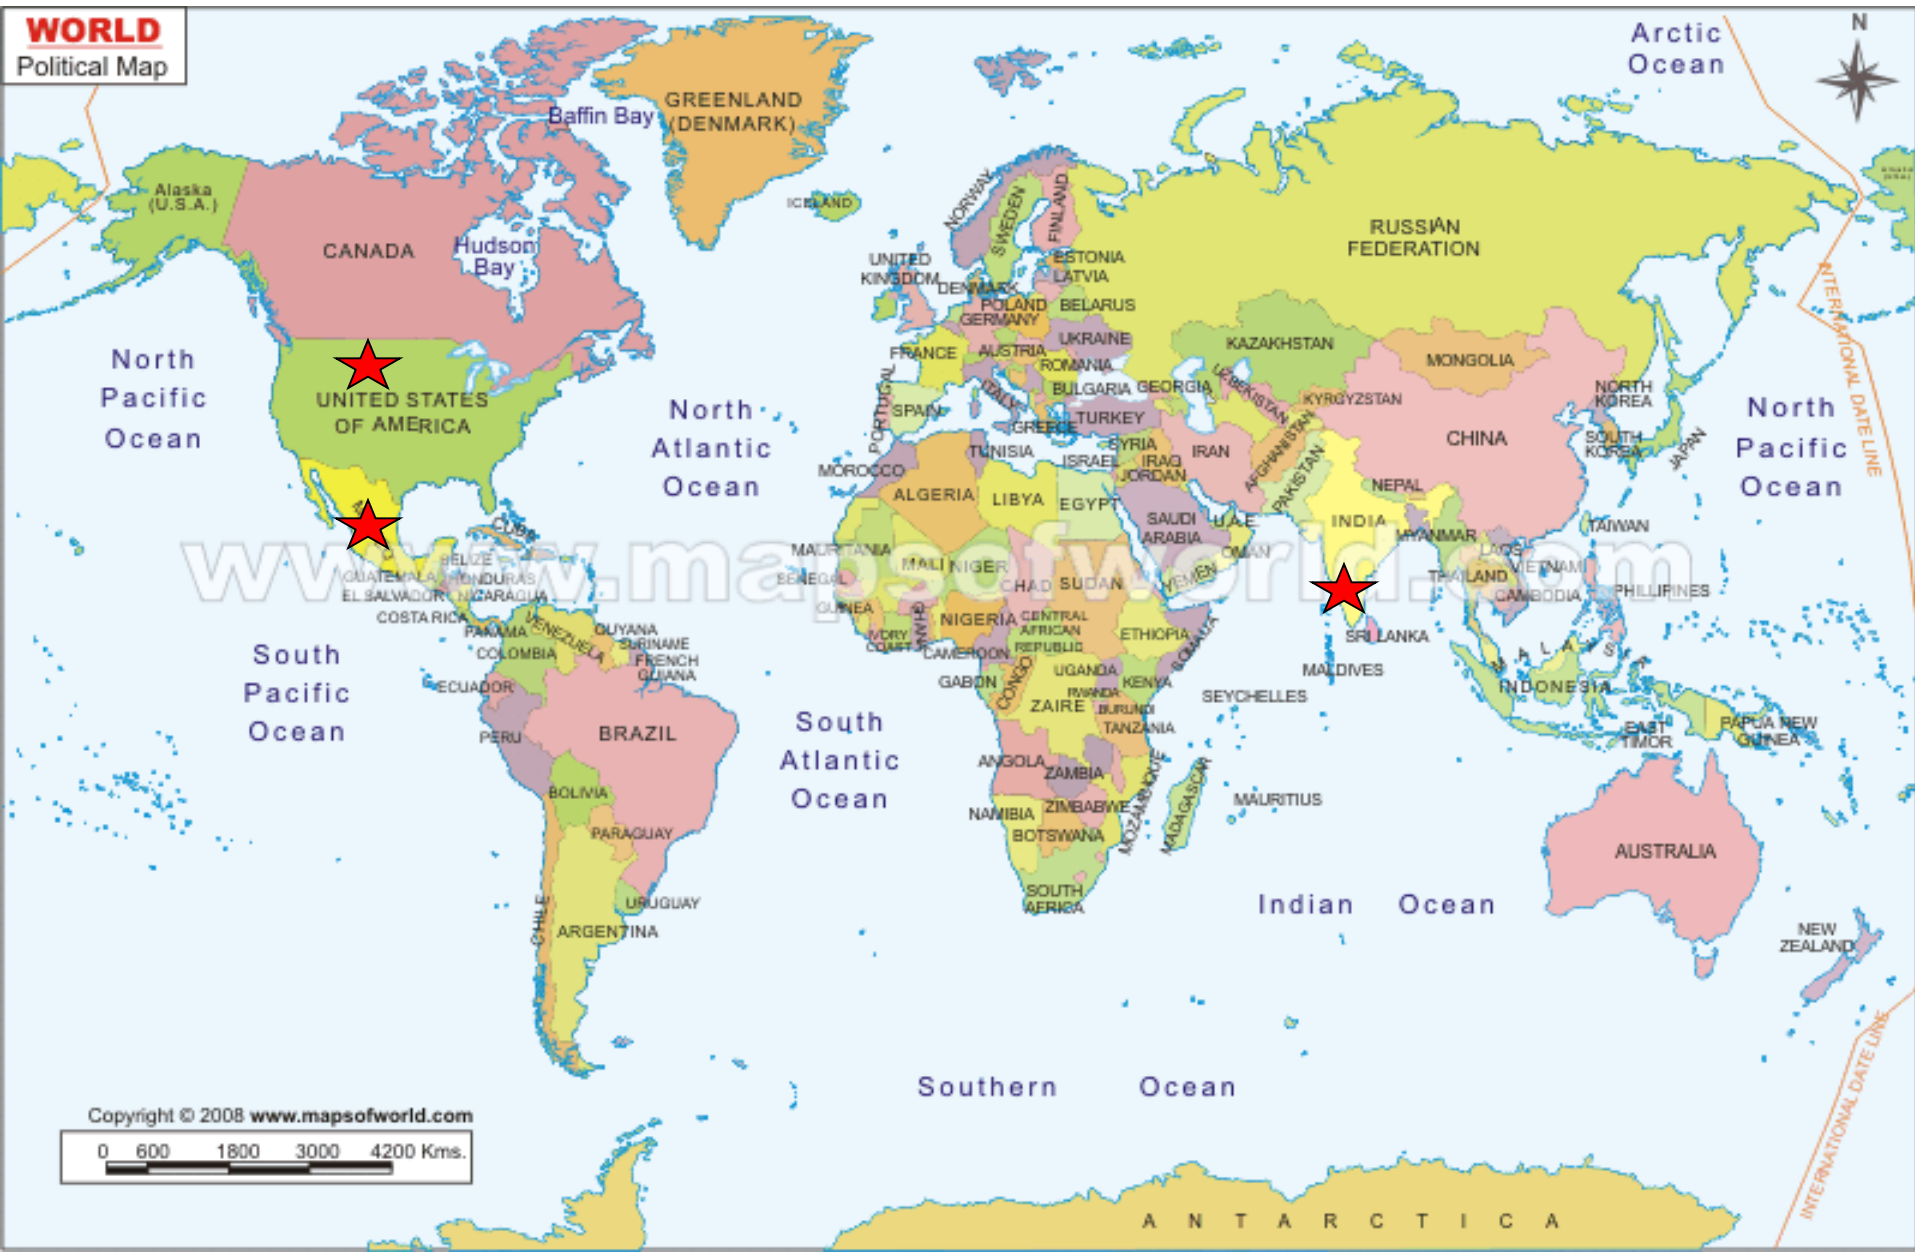 WORLD
Political Map
Arctic
Ocean
N
Baffin Bay
GREENLAND
(DENMARK)
Alaska
(U.S.A.)
ICELAND
NORWAY
SWEDEN
FINLAND
RUSSIAN
FEDERATION
CANADA
Hudson
Bay
UNITED
KINGDOM
ESTONIA
LATVIA
DENMARK
POLAND
BELARUS
GERMANY
UKRAINE
KAZAKHSTAN
MONGOLIA
INTERNATIONAL DATE LINE
North
Pacific
Ocean
FRANCE
AUSTRIA
ROMANIA
UZBEKISTAN
KYRGYZSTAN
NORTH
KOREA
UNITED STATES
OF AMERICA
North
Atlantic
Ocean
PORTUGAL
SPAIN
ITALY
BULGARIA
GEORGIA
GREECE
TURKEY
CHINA
SOUTH
KOREA
JAPAN
North
Pacific
Ocean
MOROCCO
TUNISIA
SYRIA
ISRAEL
IRAQ
JORDAN
IRAN
AFGHANISTAN
PAKISTAN
NEPAL
ALGERIA
LIBYA
EGYPT
SAUDI
ARABIA
U.A.E.
OMAN
INDIA
MYANMAR
TAIWAN
CUBA
BELIZE
GUATEMALA
HONDURAS
EL SALVADOR
NICARAGUA
COSTA RICA
PANAMA
www.mapsofworld.com
MAURITANIA
MALI
NIGER
CHAD
SUDAN
YEMEN
LAOS
VIETNAM
THAILAND
CAMBODIA
PHILLIPINES
SENEGAL
GUINEA
IVORY
COAST
GHANA
NIGERIA
CENTRAL
AFRICAN
REPUBLIC
ETHIOPIA
SOMALIA
SRI LANKA
MALDIVES
MALAYSIA
VENEZUELA
GUYANA
SURINAME
FRENCH
GUIANA
COLOMBIA
ECUADOR
South
Pacific
Ocean
CAMEROON
GABON
CONGO
UGANDA
KENYA
RWANDA
BURUNDI
ZAIRE
TANZANIA
SEYCHELLES
INDONESIA
EAST
TIMOR
PAPUA NEW
GUINEA
PERU
BRAZIL
South
Atlantic
Ocean
ANGOLA
ZAMBIA
BOLIVIA
NAMIBIA
ZIMBABWE
BOTSWANA
MOZAMBIQUE
MADAGASCAR
MAURITIUS
PARAGUAY
AUSTRALIA
SOUTH
AFRICA
Indian Ocean
CHILE
URUGUAY
ARGENTINA
NEW
ZEALAND
INTERNATIONAL DATE LINE
Southern Ocean
Copyright © 2008 www.mapsofworld.com
0 600 1800 3000 4200 Kms.
ANTARCTICA